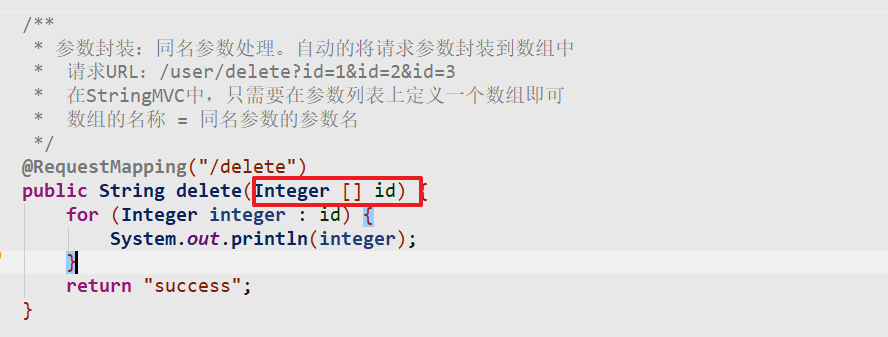 /**
 * 参数封装：同名参数处理。自动的将请求参数封装到数组中
 *  请求URL：/user/delete?id=1&id=2&id=3
 *  在StringMVC中，只需要在参数列表上定义一个数组即可
 *  数组的名称 = 同名参数的参数名
 */
@RequestMapping("/delete")
public String delete(Integer [] id) {
    for (Integer integer : id) {
        System.out.println(integer);
    }
    return "success";
}